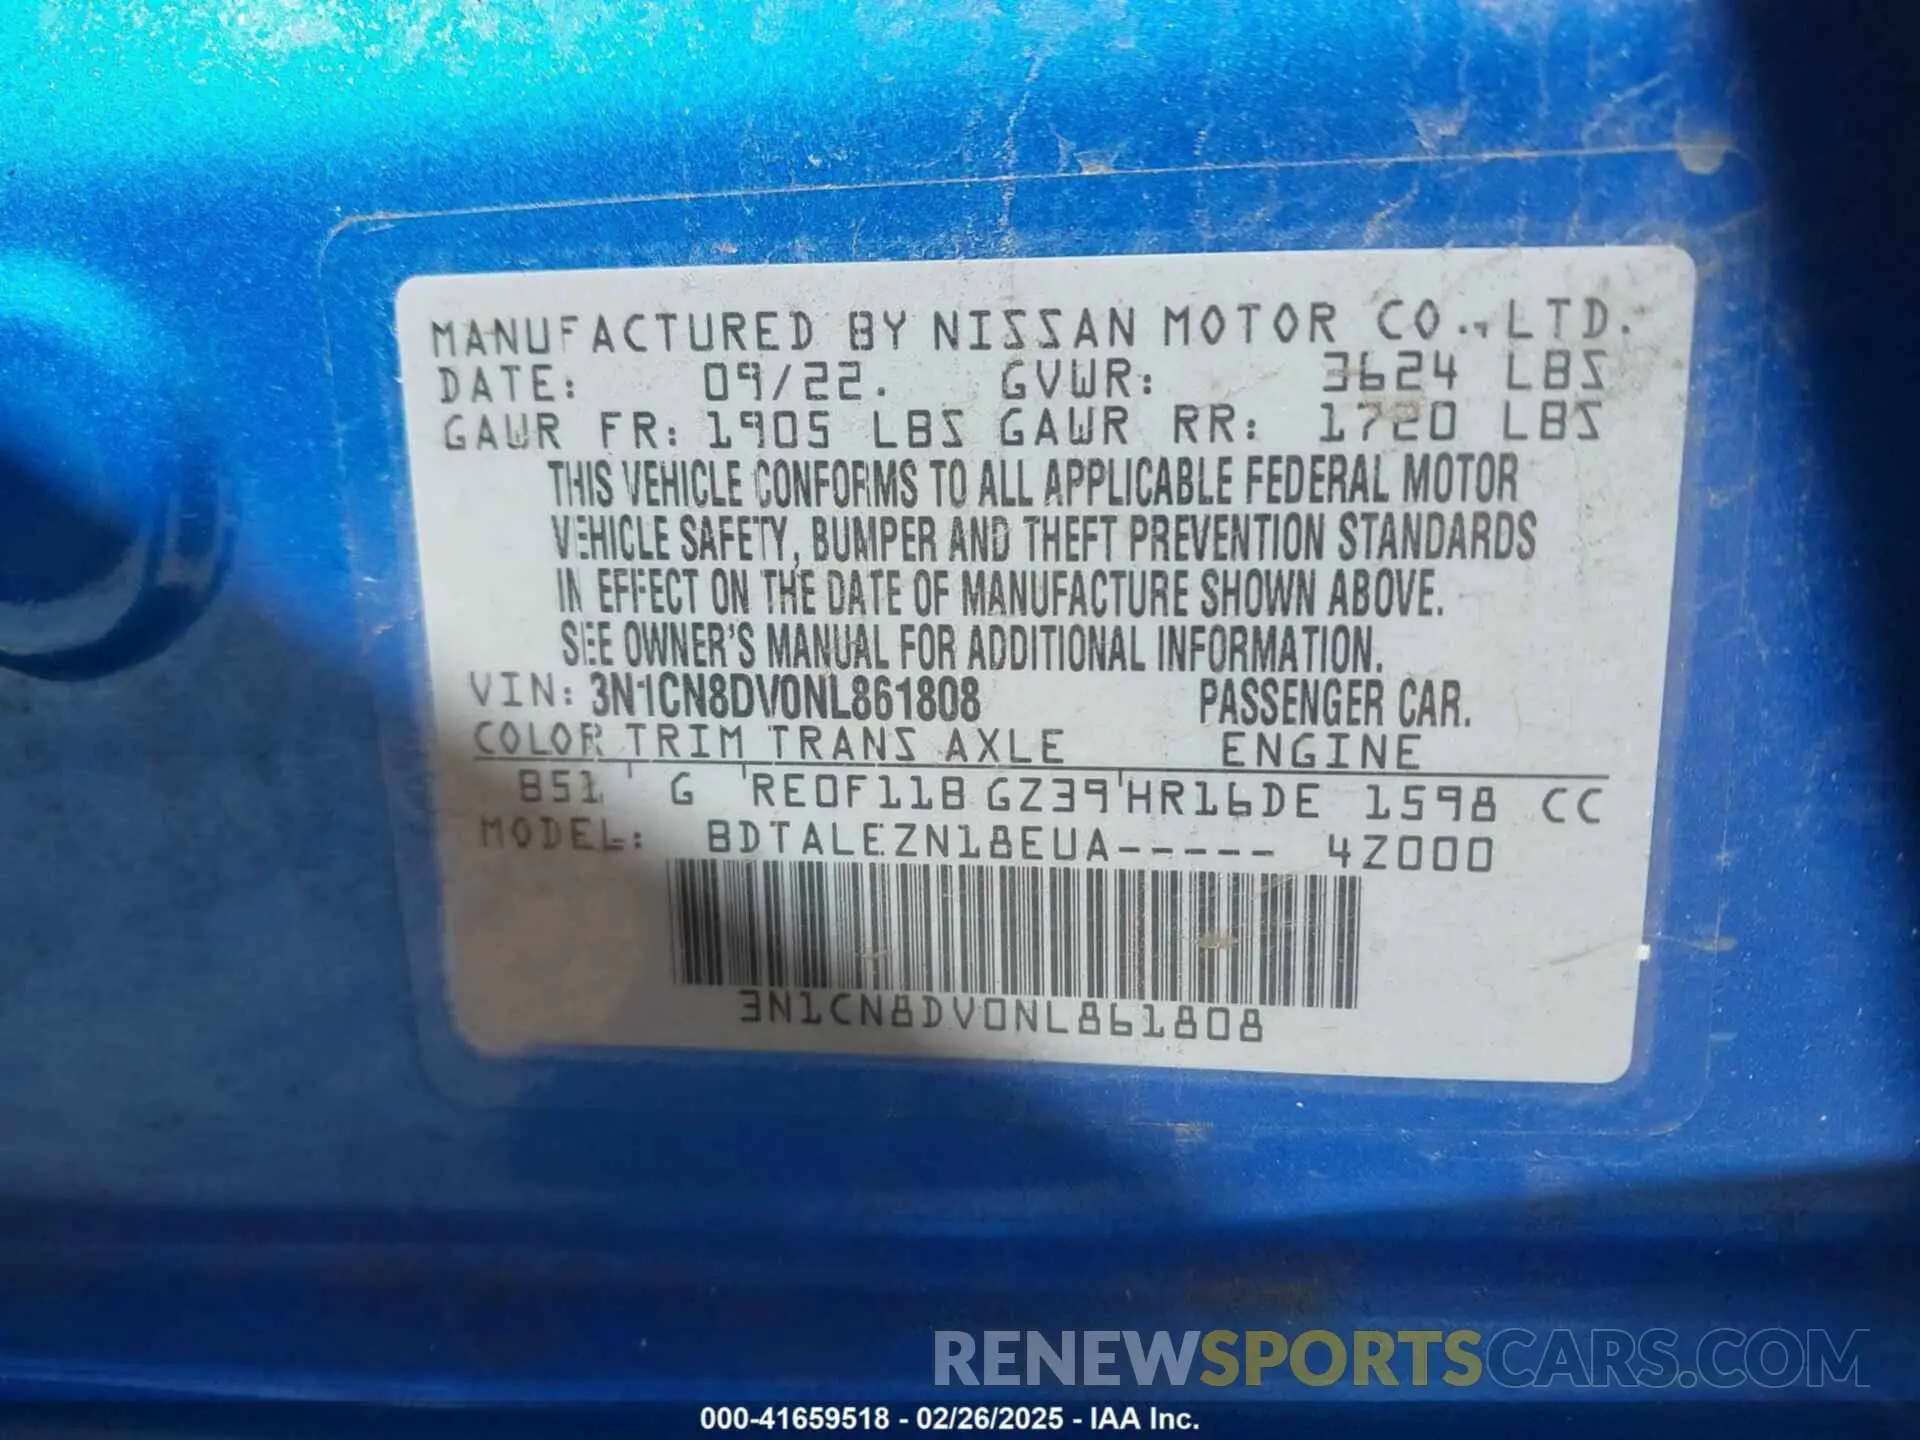 MANUFACTURED BY NISSAN MOTOR CO., LTD.
DATE: 09/22. GVWR: 3624 LBS
GAWR FR: 1905 LBS GAWR RR: 1720 LBS
THIS VEHICLE CONFORMS TO ALL APPLICABLE FEDERAL MOTOR
VEHICLE SAFETY, BUMPER AND THEFT PREVENTION STANDARDS
IN EFFECT ON THE DATE OF MANUFACTURE SHOWN ABOVE.
SEE OWNER'S MANUAL FOR ADDITIONAL INFORMATION.
VIN: 3N1CN8DV0NL861808 PASSENGER CAR.
COLOR TRIM TRANS AXLE ENGINE
B51 G RE0F11B GZ39 HR16DE 1598 CC
MODEL: BDTALEZN18EUA----- 4Z000
3N1CN8DV0NL861808
RENEWSPORTSCARS.COM
000-41659518 - 02/26/2025 - IAA Inc.